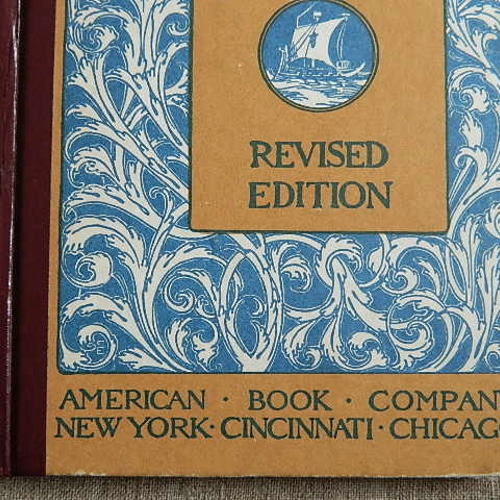 REVISED
EDITION
AMERICAN · BOOK · COMPAN
NEW YORK · CINCINNATI · CHICAG